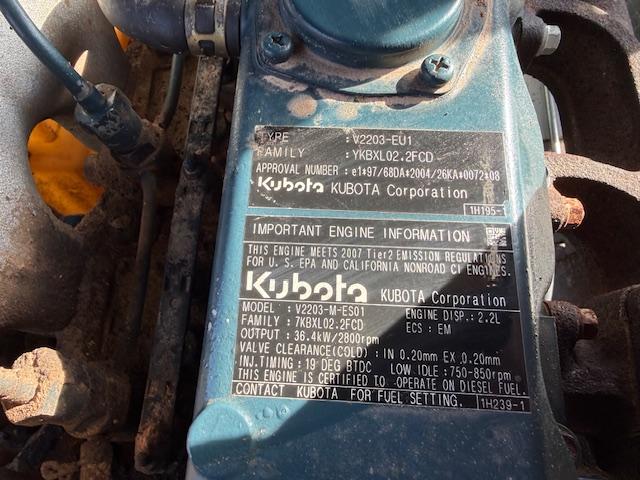 TYPE : V2203-EU1
FAMILY : YKBXL02.2FCD
APPROVAL NUMBER : e1*97/68DA*2004/26KA*0072*08
Kubota KUBOTA Corporation
1H195-1
IMPORTANT ENGINE INFORMATION
THIS ENGINE MEETS 2007 Tier2 EMISSION REGULATIONS
FOR U. S. EPA AND CALIFORNIA NONROAD CI ENGINES.
Kubota KUBOTA Corporation
MODEL : V2203-M-ES01 ENGINE DISP.: 2.2L
FAMILY : 7KBXL02.2FCD ECS : EM
OUTPUT : 36.4kW/2800rpm
VALVE CLEARANCE(COLD) : IN 0.20mm EX 0.20mm
INJ.TIMING: 19 DEG BTDC LOW IDLE: 750-850rpm
THIS ENGINE IS CERTIFIED TO OPERATE ON DIESEL FUEL.
CONTACT KUBOTA FOR FUEL SETTING. 1H239-1